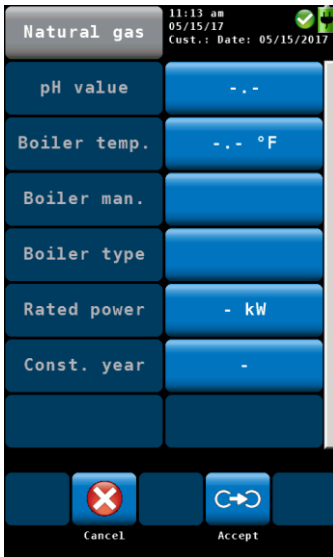 Natural gas
11:13 am
05/15/17
Cust.: Date: 05/15/2017
pH value
-.-
Boiler temp.
-.- °F
Boiler man.
Boiler type
Rated power
- kW
Const. year
-
Cancel
Accept